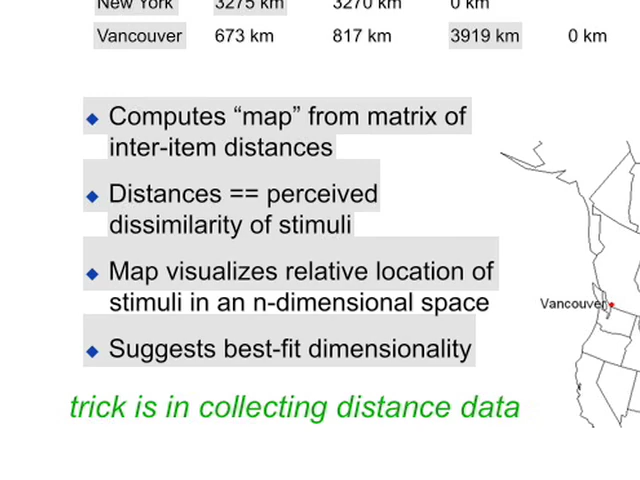 New York 3275 km 3270 km 0 km
Vancouver 673 km 817 km 3919 km 0 km
◆ Computes “map” from matrix of
inter-item distances
◆ Distances == perceived
dissimilarity of stimuli
◆ Map visualizes relative location of
stimuli in an n-dimensional space
◆ Suggests best-fit dimensionality
Vancouver
trick is in collecting distance data